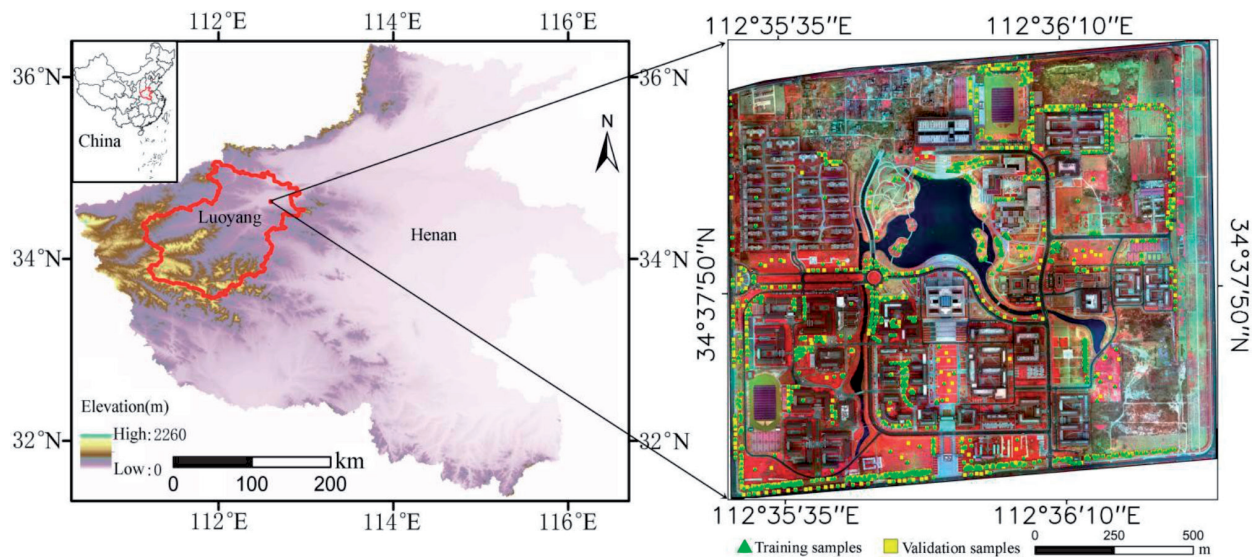 112°E 114°E 116°E
36°N
36°N
China
N
Luoyang
Henan
34°N
34°N
Elevation(m)
High:2260
Low:0
km
0 100 200
32°N
32°N
112°E 114°E 116°E
112°35'35"E 112°36'10"E
34°37'50"N
34°37'50"N
112°35'35"E 112°36'10"E
0 250 500
m
Training samples
Validation samples